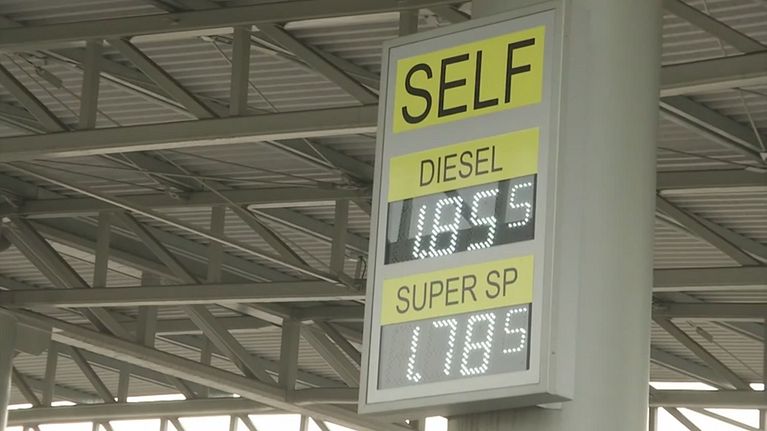 SELF
DIESEL
1.855
SUPER SP
1.785